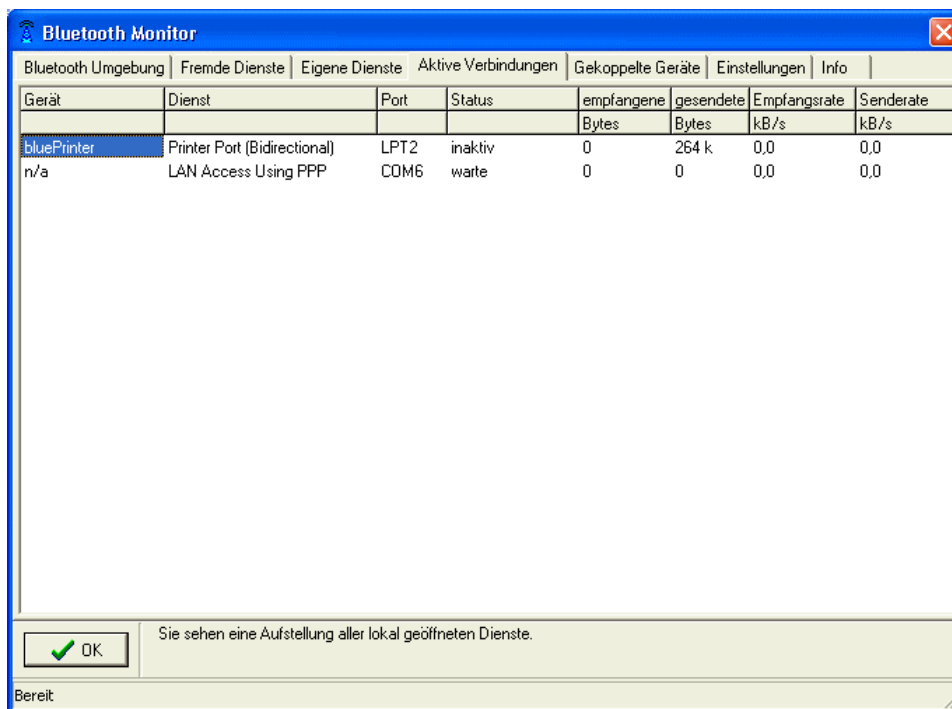 Bluetooth Monitor
Bluetooth Umgebung Fremde Dienste Eigene Dienste Aktive Verbindungen Gekoppelte Geräte Einstellungen Info
Gerät Dienst Port Status empfangene gesendete Empfangsrate Senderate
Bytes Bytes kB/s kB/s
bluePrinter Printer Port (Bidirectional) LPT2 inaktiv 0 264 k 0,0 0,0
n/a LAN Access Using PPP COM6 warte 0 0 0,0 0,0
Sie sehen eine Aufstellung aller lokal geöffneten Dienste.
OK
Bereit